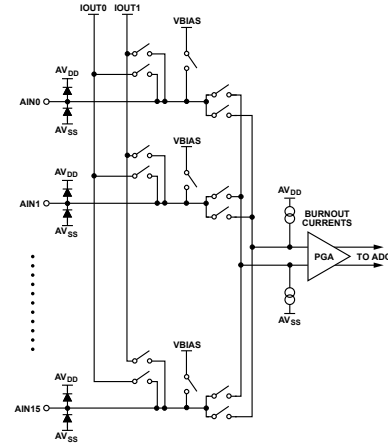 IOUT0 IOUT1
VBIAS
AVDD
AIN0
AVSS
VBIAS
AVDD
AIN1
AVSS
AVDD
BURNOUT
CURRENTS
PGA
TO ADC
AVSS
VBIAS
AVDD
AIN15
AVSS